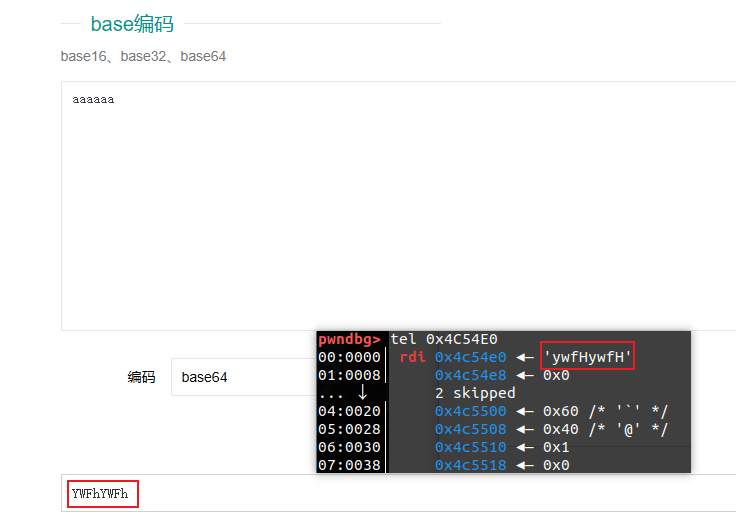 base编码
base16、base32、base64
aaaaaa
pwndbg> tel 0x4C54E0
00:0000│ rdi 0x4c54e0 ◂— 'ywfHywfH'
01:0008│ 0x4c54e8 ◂— 0x0
... ↓ 2 skipped
04:0020│ 0x4c5500 ◂— 0x60 /* '`' */
05:0028│ 0x4c5508 ◂— 0x40 /* '@' */
06:0030│ 0x4c5510 ◂— 0x1
07:0038│ 0x4c5518 ◂— 0x0
编码 base64
YWFhYWFh